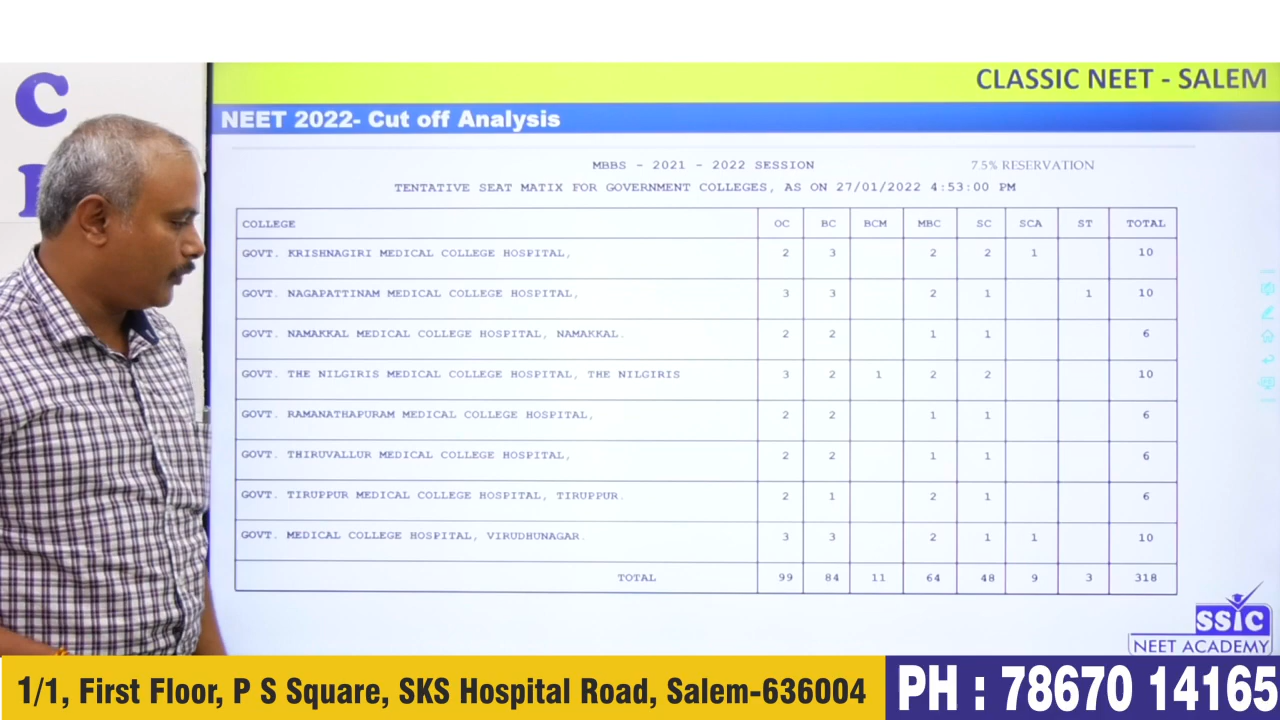 C
CLASSIC NEET - SALEM
NEET 2022- Cut off Analysis
MBBS - 2021 - 2022 SESSION 7.5% RESERVATION
TENTATIVE SEAT MATIX FOR GOVERNMENT COLLEGES, AS ON 27/01/2022 4:53:00 PM
COLLEGE OC BC BCM MBC SC SCA ST TOTAL
GOVT. KRISHNAGIRI MEDICAL COLLEGE HOSPITAL, 2 3 2 2 1 10
GOVT. NAGAPATTINAM MEDICAL COLLEGE HOSPITAL, 3 3 2 1 1 10
GOVT. NAMAKKAL MEDICAL COLLEGE HOSPITAL, NAMAKKAL. 2 2 1 1 6
GOVT. THE NILGIRIS MEDICAL COLLEGE HOSPITAL, THE NILGIRIS 3 2 1 2 2 10
GOVT. RAMANATHAPURAM MEDICAL COLLEGE HOSPITAL, 2 2 1 1 6
GOVT. THIRUVALLUR MEDICAL COLLEGE HOSPITAL, 2 2 1 1 6
GOVT. TIRUPPUR MEDICAL COLLEGE HOSPITAL, TIRUPPUR. 2 1 2 1 6
GOVT. MEDICAL COLLEGE HOSPITAL, VIRUDHUNAGAR. 3 3 2 1 1 10
TOTAL 99 84 11 64 48 9 3 318
SSIC
NEET ACADEMY
1/1, First Floor, P S Square, SKS Hospital Road, Salem-636004
PH : 78670 14165